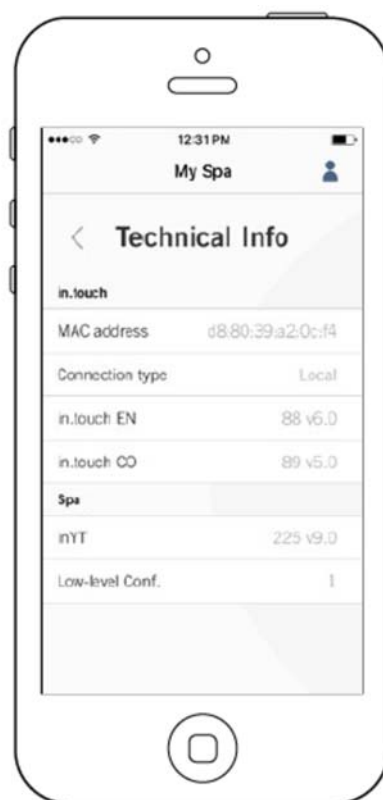 12:31 PM
My Spa
Technical Info
in.touch
MAC address d8:80:39:a2:0c:f4
Connection type Local
in.touch EN 88 v6.0
in.touch CO 89 v5.0
Spa
inYT 225 v9.0
Low-level Conf. 1